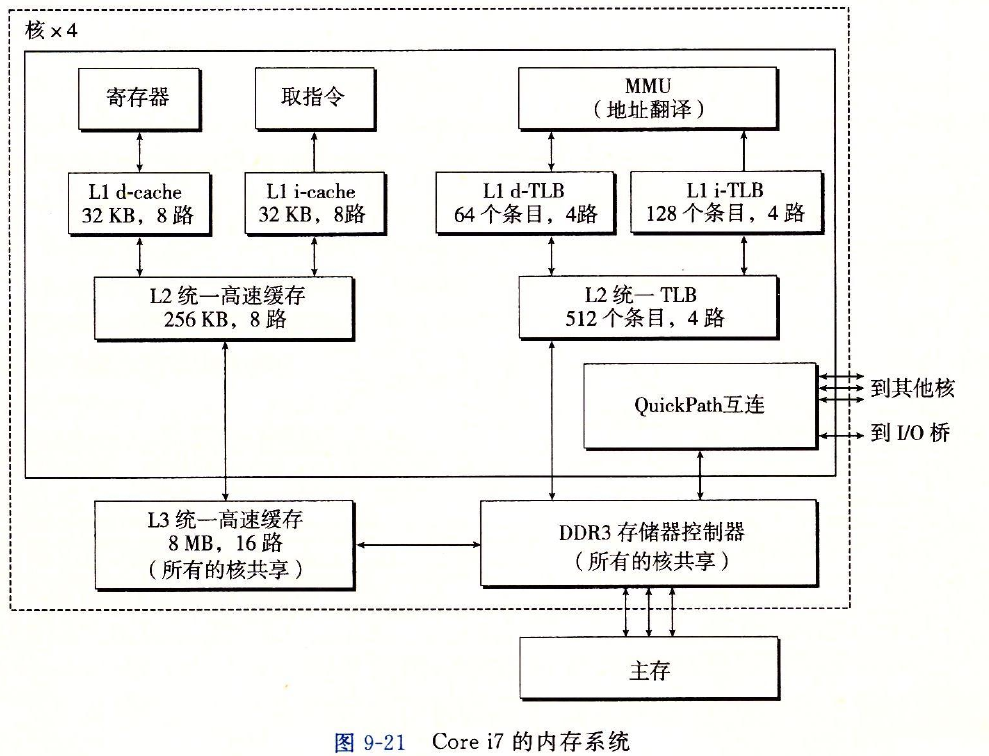 核×4
寄存器
取指令
MMU
（地址翻译）
L1 d-cache
32 KB，8 路
L1 i-cache
32 KB，8路
L1 d-TLB
64 个条目，4路
L1 i-TLB
128 个条目，4 路
L2 统一高速缓存
256 KB，8 路
L2 统一 TLB
512 个条目，4 路
QuickPath互连
到其他核
到 I/O 桥
L3 统一高速缓存
8 MB，16 路
（所有的核共享）
DDR3 存储器控制器
（所有的核共享）
主存
图 9-21 Core i7 的内存系统